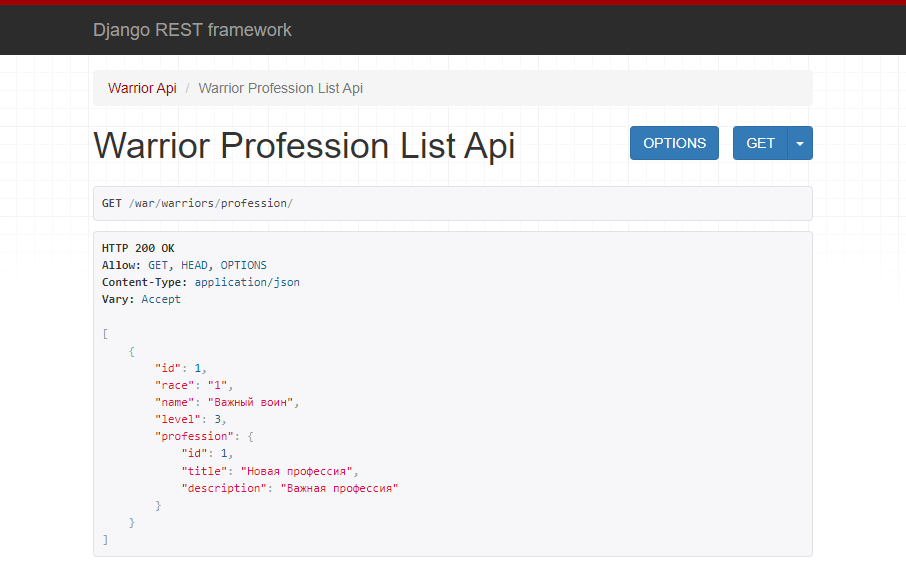 Django REST framework
Warrior Api / Warrior Profession List Api
Warrior Profession List Api
OPTIONS
GET
GET /war/warriors/profession/
HTTP 200 OK
Allow: GET, HEAD, OPTIONS
Content-Type: application/json
Vary: Accept
[
    {
        "id": 1,
        "race": "1",
        "name": "Важный воин",
        "level": 3,
        "profession": {
            "id": 1,
            "title": "Новая профессия",
            "description": "Важная профессия"
        }
    }
]